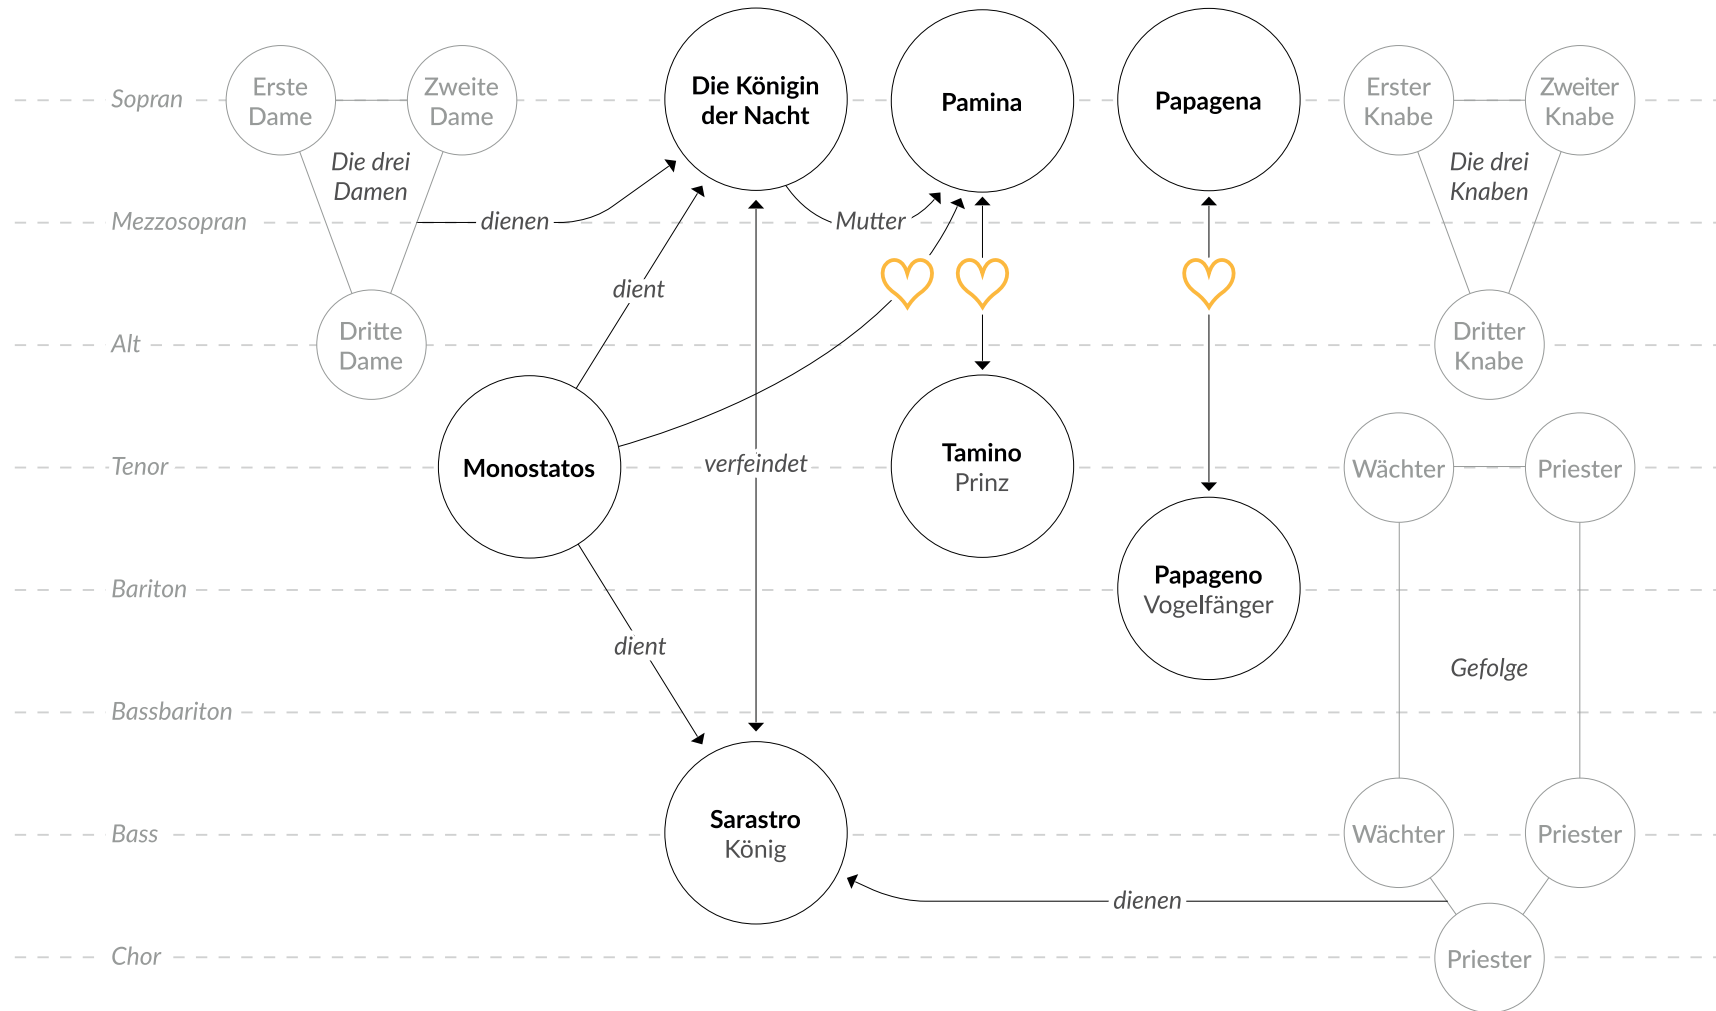 Sopran
Erste
Dame
Zweite
Dame
Die drei
Damen
Die Königin
der Nacht
Pamina
Papagena
Erster
Knabe
Zweiter
Knabe
Die drei
Knaben
Mezzosopran
dienen
Mutter
dient
Alt
Dritte
Dame
Dritter
Knabe
Tenor
Monostatos
verfeindet
Tamino
Prinz
Wächter
Priester
Bariton
Papageno
Vogelfänger
dient
Gefolge
Bassbariton
Bass
Sarastro
König
Wächter
Priester
dienen
Chor
Priester